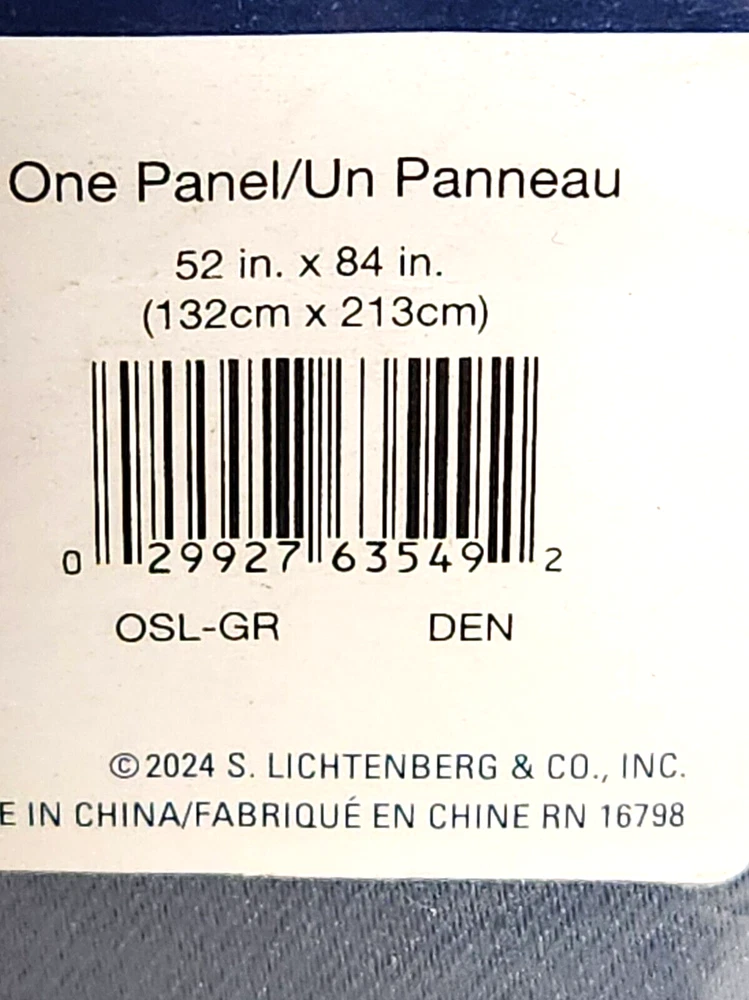 One Panel/Un Panneau
52 in. x 84 in.
(132cm x 213cm)
0 29927 63549 2
OSL-GR DEN
©2024 S. LICHTENBERG & CO., INC.
E IN CHINA/FABRIQUÉ EN CHINE RN 16798